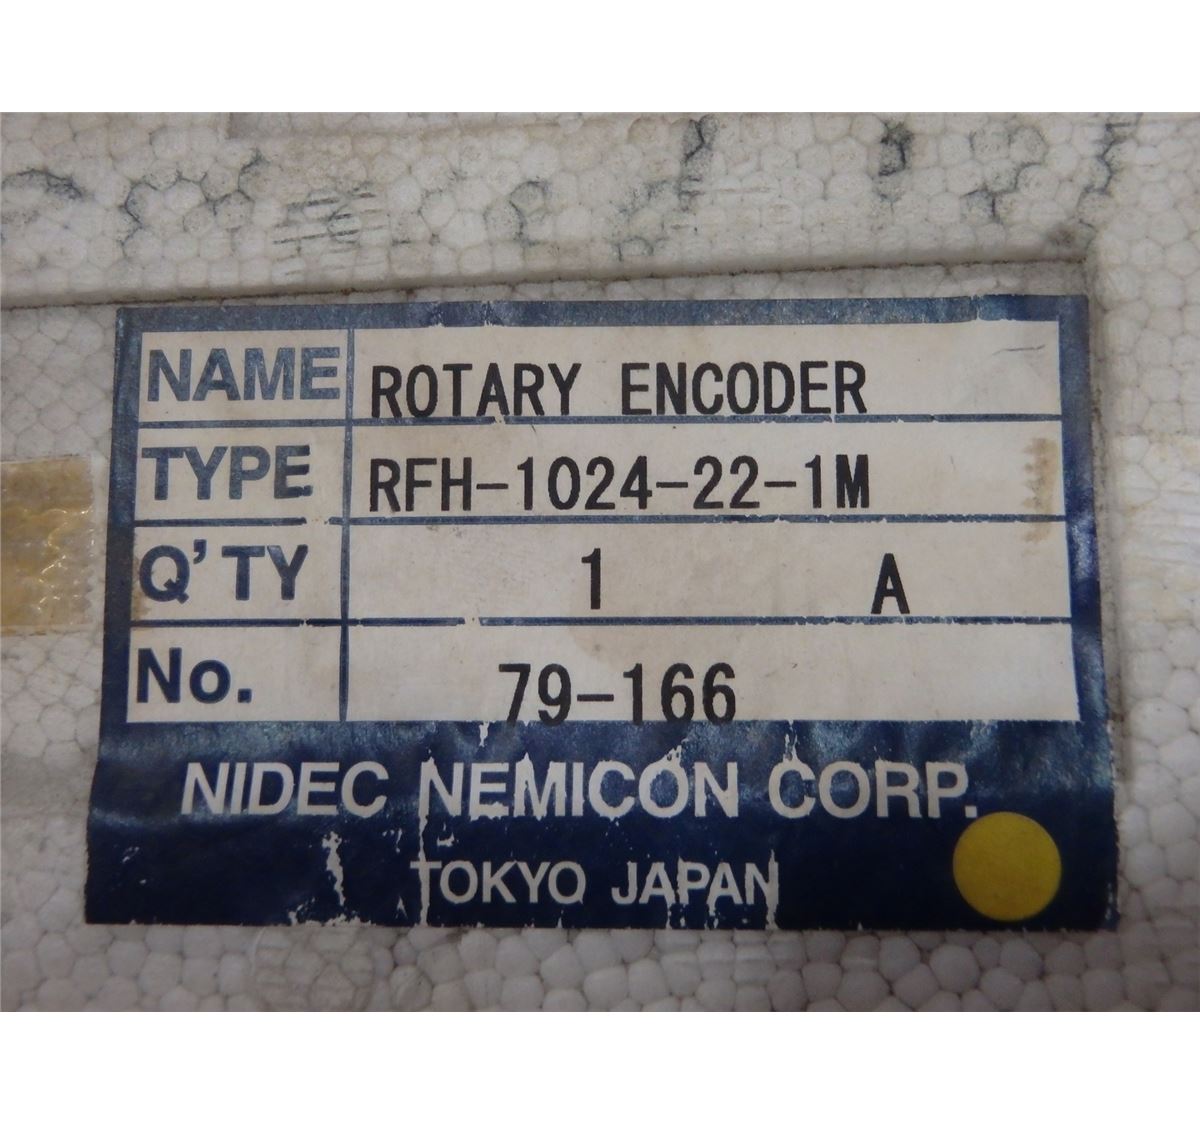 NAME ROTARY ENCODER
TYPE RFH-1024-22-1M
Q'TY 1 A
No. 79-166
NIDEC NEMICON CORP.
TOKYO JAPAN